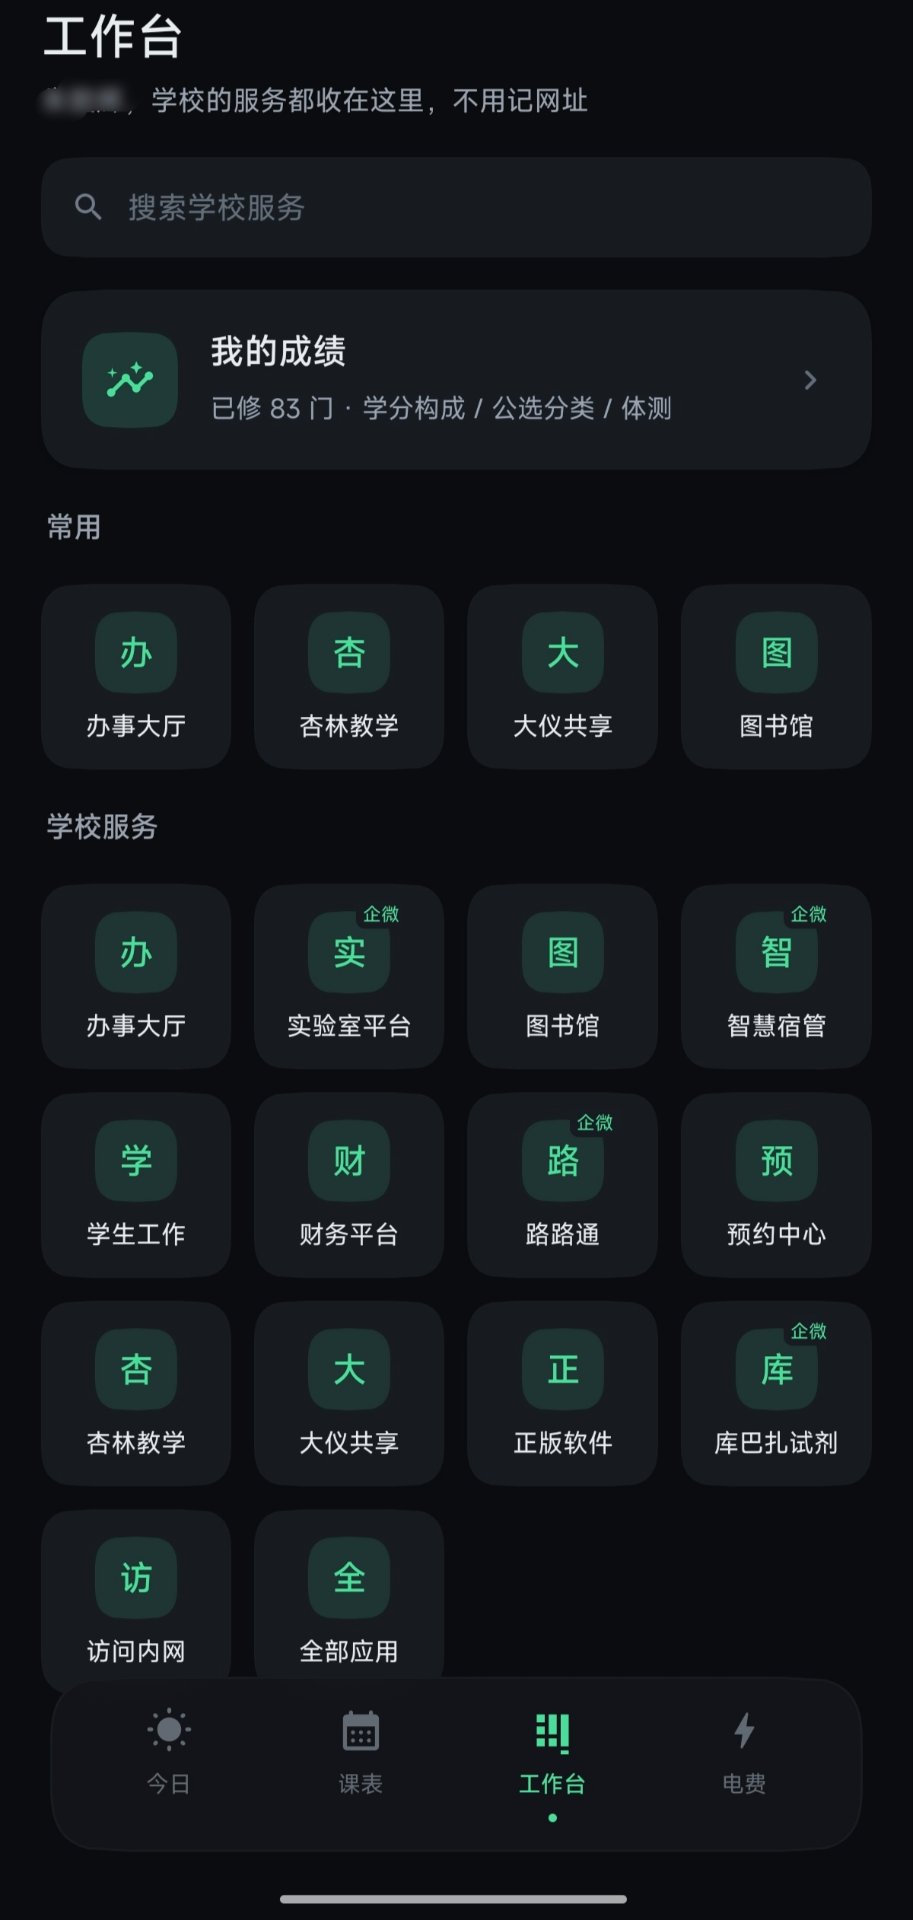 工作台
，学校的服务都收在这里，不用记网址
搜索学校服务
我的成绩
已修 83 门 · 学分构成 / 公选分类 / 体测
常用
办
杏
大
图
办事大厅
杏林教学
大仪共享
图书馆
学校服务
办
企微
实
图
企微
智
办事大厅
实验室平台
图书馆
智慧宿管
学
财
企微
路
预
学生工作
财务平台
路路通
预约中心
杏
大
正
企微
库
杏林教学
大仪共享
正版软件
库巴扎试剂
访
全
访问内网
全部应用
今日
课表
工作台
电费